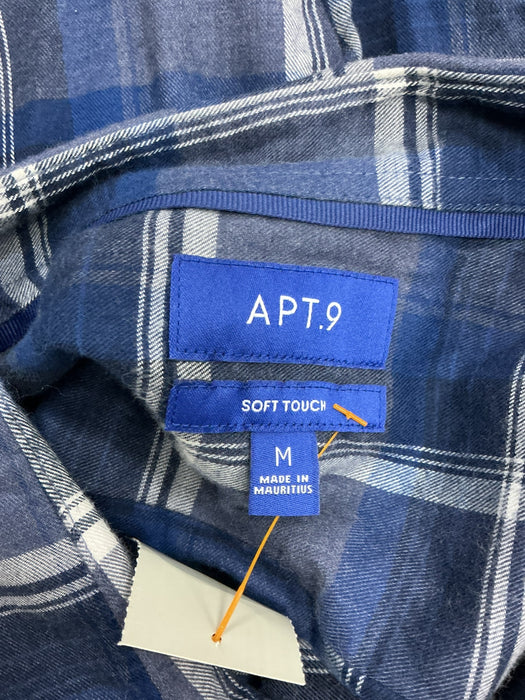 APT.9
SOFT TOUCH
M
MADE IN
MAURITIUS